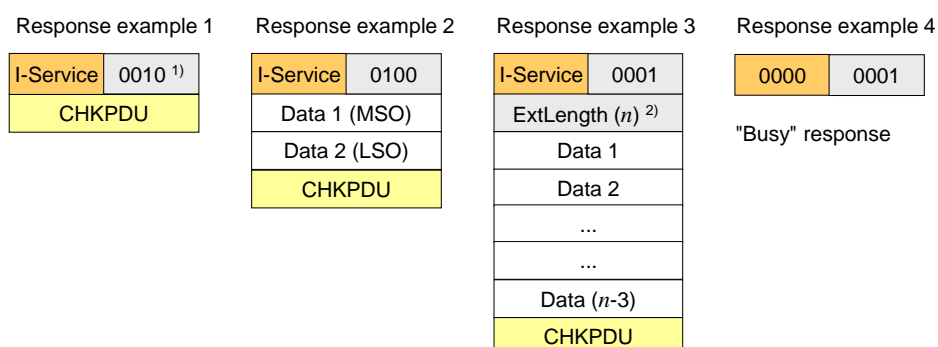 Response example 1
I-Service 0010 1)
CHKPDU
Response example 2
I-Service 0100
Data 1 (MSO)
Data 2 (LSO)
CHKPDU
Response example 3
I-Service 0001
ExtLength (n) 2)
Data 1
Data 2
...
...
Data (n-3)
CHKPDU
Response example 4
0000 0001
"Busy" response